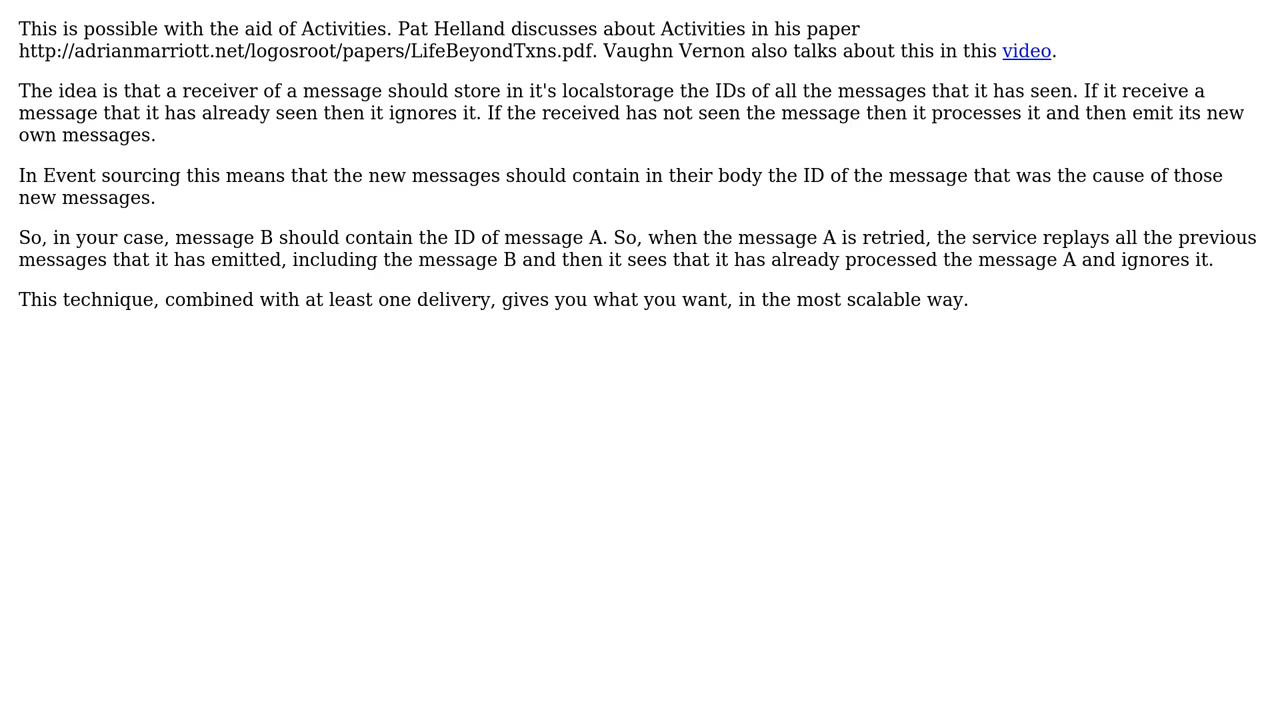 This is possible with the aid of Activities. Pat Helland discusses about Activities in his paper
http://adrianmarriott.net/logosroot/papers/LifeBeyondTxns.pdf. Vaughn Vernon also talks about this in this video.
The idea is that a receiver of a message should store in it's localstorage the IDs of all the messages that it has seen. If it receive a
message that it has already seen then it ignores it. If the received has not seen the message then it processes it and then emit its new
own messages.
In Event sourcing this means that the new messages should contain in their body the ID of the message that was the cause of those
new messages.
So, in your case, message B should contain the ID of message A. So, when the message A is retried, the service replays all the previous
messages that it has emitted, including the message B and then it sees that it has already processed the message A and ignores it.
This technique, combined with at least one delivery, gives you what you want, in the most scalable way.